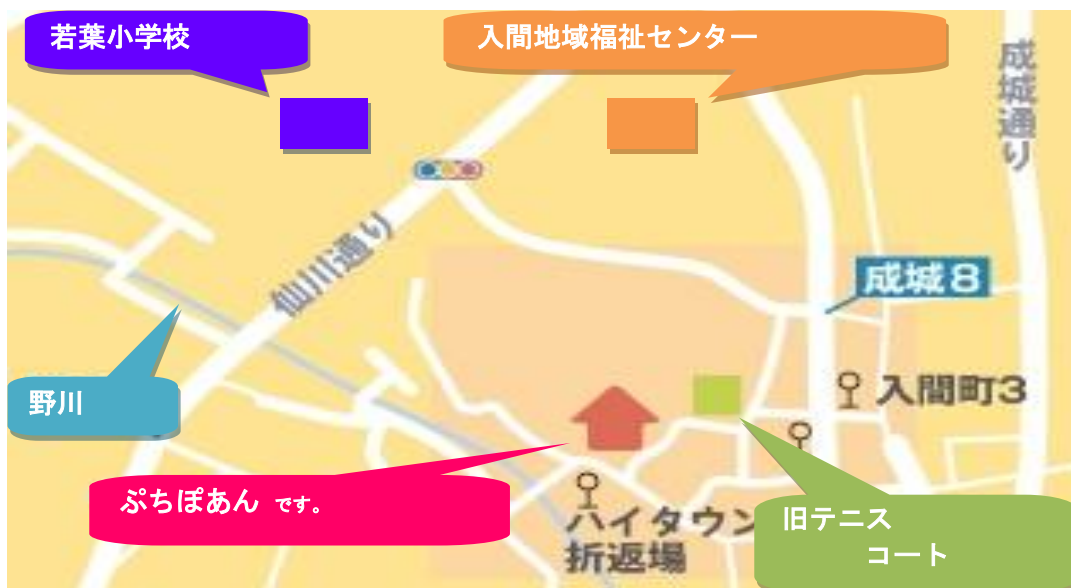 若葉小学校
入間地域福祉センター
成城通り
仙川通り
成城8
野川
入間町3
ぷちぽあん です。
ハイタウン
折返場
旧テニス
コート